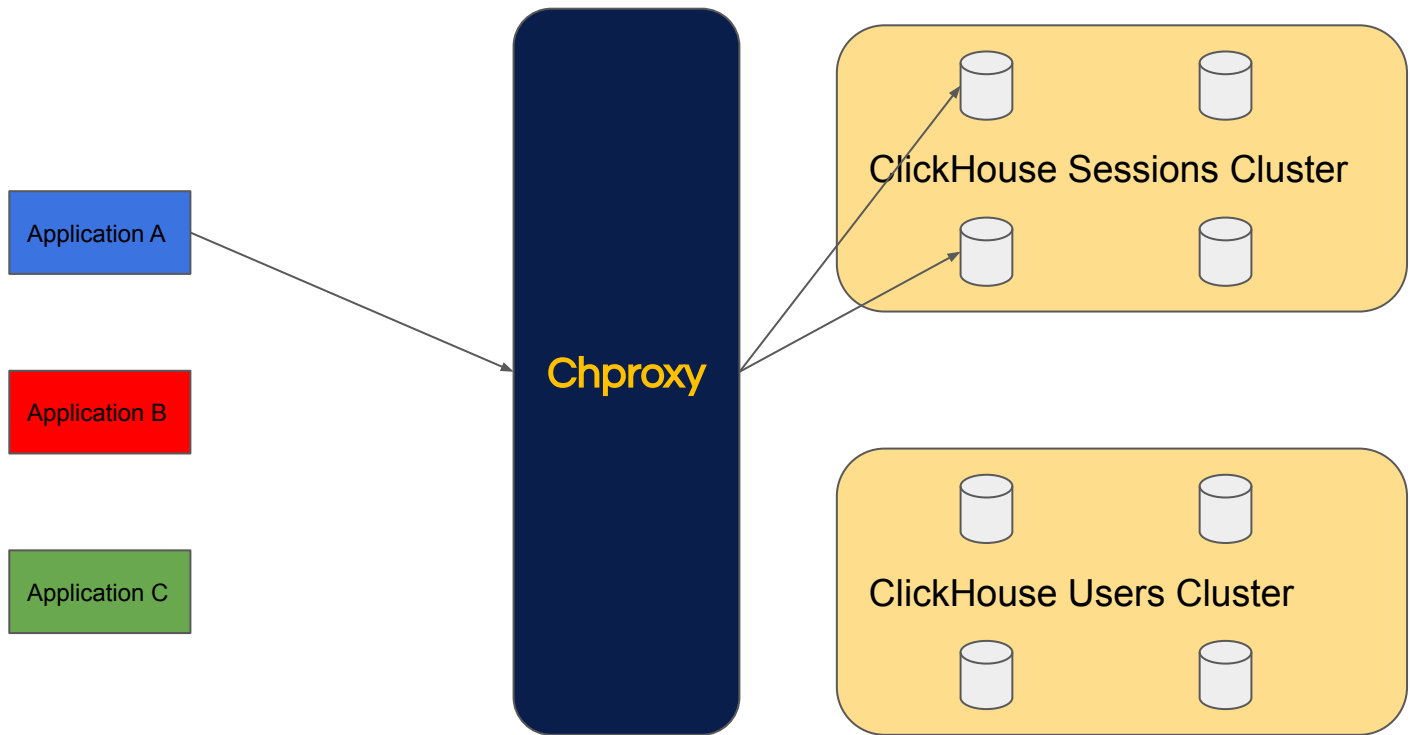 Application A
Application B
Application C
Chproxy
ClickHouse Sessions Cluster
ClickHouse Users Cluster